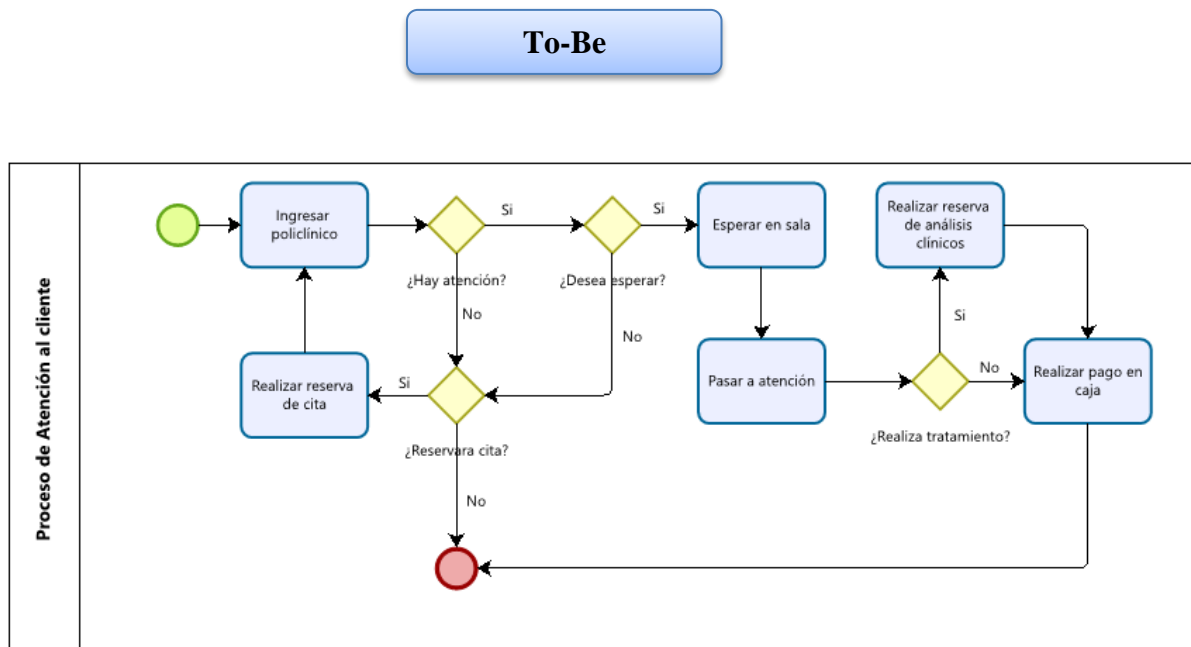 To-Be
Proceso de Atención al cliente
Ingresar
policlínico
Si
Si
Esperar en sala
Realizar reserva
de análisis
clínicos
¿Hay atención?
¿Desea esperar?
No
No
Si
Realizar reserva
de cita
Si
Pasar a atención
No
Realizar pago en
caja
¿Reservara cita?
¿Realiza tratamiento?
No